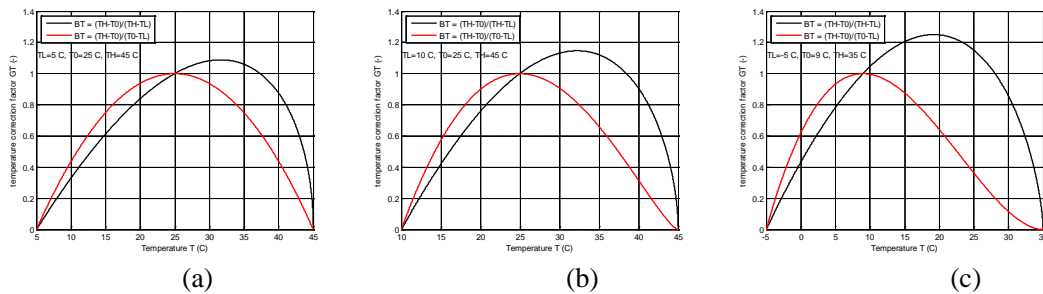 1.4
1.2
1
0.8
0.6
0.4
0.2
0
temperature correction factor GT (-)
BT = (TH-T0)/(TH-TL)
BT = (TH-T0)/(T0-TL)
TL=5 C, T0=25 C, TH=45 C
5 10 15 20 25 30 35 40 45
Temperature T (C)
(a)
1.4
1.2
1
0.8
0.6
0.4
0.2
0
temperature correction factor GT (-)
BT = (TH-T0)/(TH-TL)
BT = (TH-T0)/(T0-TL)
TL=10 C, T0=25 C, TH=45 C
10 15 20 25 30 35 40 45
Temperature T (C)
(b)
1.4
1.2
1
0.8
0.6
0.4
0.2
0
temperature correction factor GT (-)
BT = (TH-T0)/(TH-TL)
BT = (TH-T0)/(T0-TL)
TL=-5 C, T0=9 C, TH=35 C
-5 0 5 10 15 20 25 30
Temperature T (C)
(c)